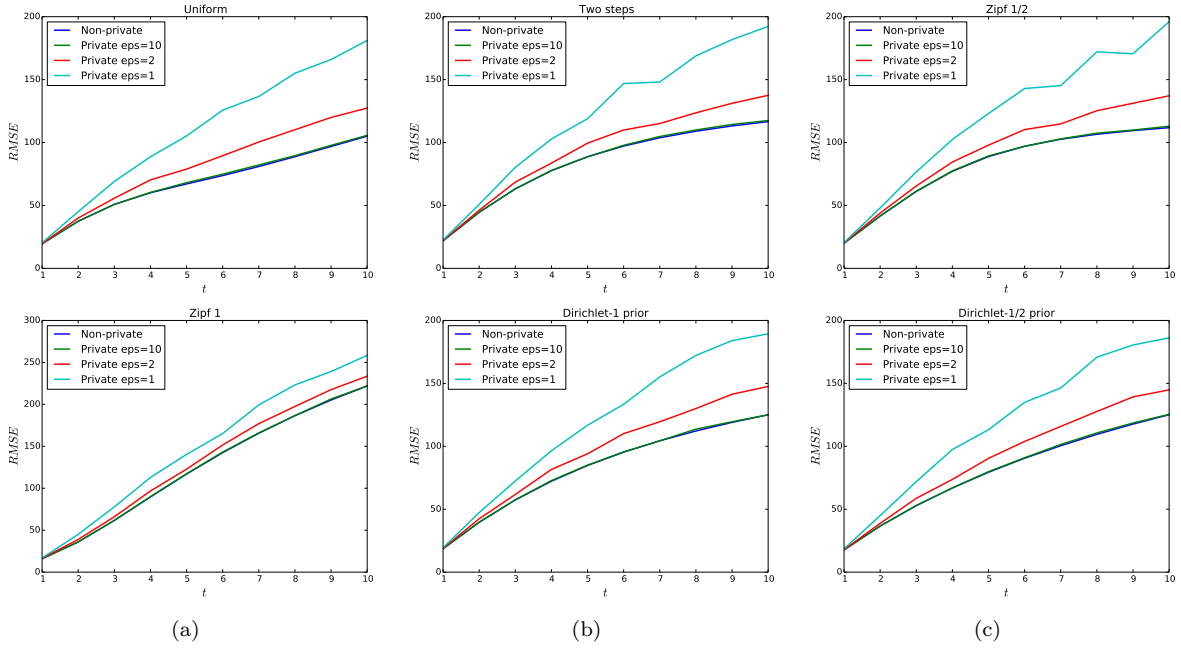 Uniform
Non-private
Private eps=10
Private eps=2
Private eps=1
200
150
100
50
0
RMSE
1 2 3 4 5 6 7 8 9 10
t
Two steps
Non-private
Private eps=10
Private eps=2
Private eps=1
200
150
100
50
0
RMSE
1 2 3 4 5 6 7 8 9 10
t
Zipf 1/2
Non-private
Private eps=10
Private eps=2
Private eps=1
200
150
100
50
0
RMSE
1 2 3 4 5 6 7 8 9 10
t
Zipf 1
Non-private
Private eps=10
Private eps=2
Private eps=1
300
250
200
150
100
50
0
RMSE
1 2 3 4 5 6 7 8 9 10
t
Dirichlet-1 prior
Non-private
Private eps=10
Private eps=2
Private eps=1
200
150
100
50
0
RMSE
1 2 3 4 5 6 7 8 9 10
t
Dirichlet-1/2 prior
Non-private
Private eps=10
Private eps=2
Private eps=1
200
150
100
50
0
RMSE
1 2 3 4 5 6 7 8 9 10
t
(a)
(b)
(c)